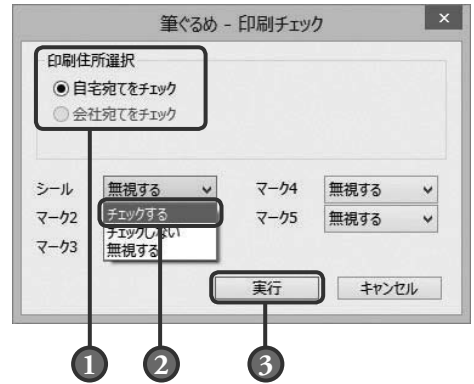 筆ぐるめ - 印刷チェック
印刷住所選択
自宅宛てをチェック
会社宛てをチェック
シール 無視する マーク4 無視する
マーク2 チェックする マーク5 無視する
チェックしない
マーク3 無視する
実行 キャンセル
1 2 3